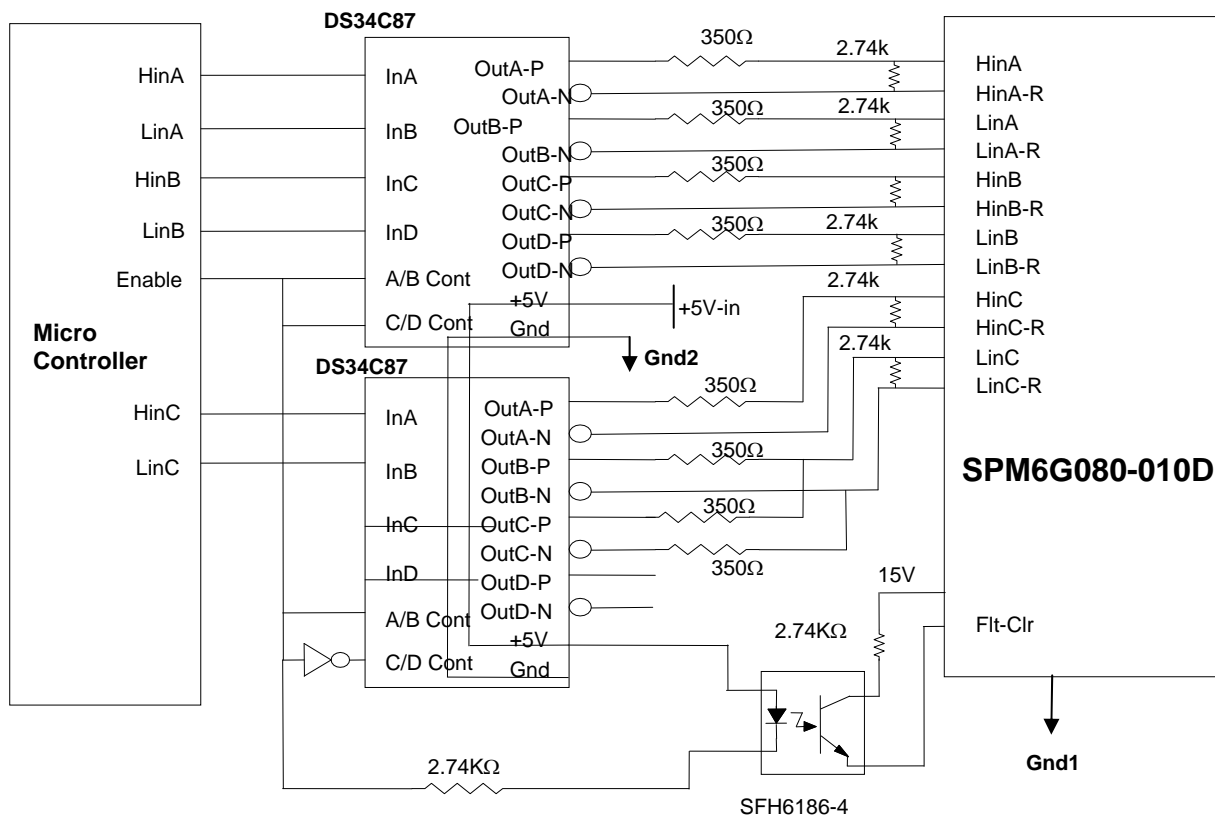 DS34C87
Micro
Controller
HinA
LinA
HinB
LinB
Enable
HinC
LinC
InA
InB
InC
InD
A/B Cont
C/D Cont
OutA-P
OutA-N
OutB-P
OutB-N
OutC-P
OutC-N
OutD-P
OutD-N
+5V
Gnd
350Ω
350Ω
350Ω
350Ω
2.74k
2.74k
2.74k
2.74k
2.74k
+5V-in
Gnd2
DS34C87
InA
InB
InC
InD
A/B Cont
C/D Cont
OutA-P
OutA-N
OutB-P
OutB-N
OutC-P
OutC-N
OutD-P
OutD-N
+5V
Gnd
350Ω
350Ω
350Ω
350Ω
HinA
HinA-R
LinA
LinA-R
HinB
HinB-R
LinB
LinB-R
HinC
HinC-R
LinC
LinC-R
SPM6G080-010D
15V
Flt-Clr
2.74KΩ
2.74KΩ
SFH6186-4
Gnd1